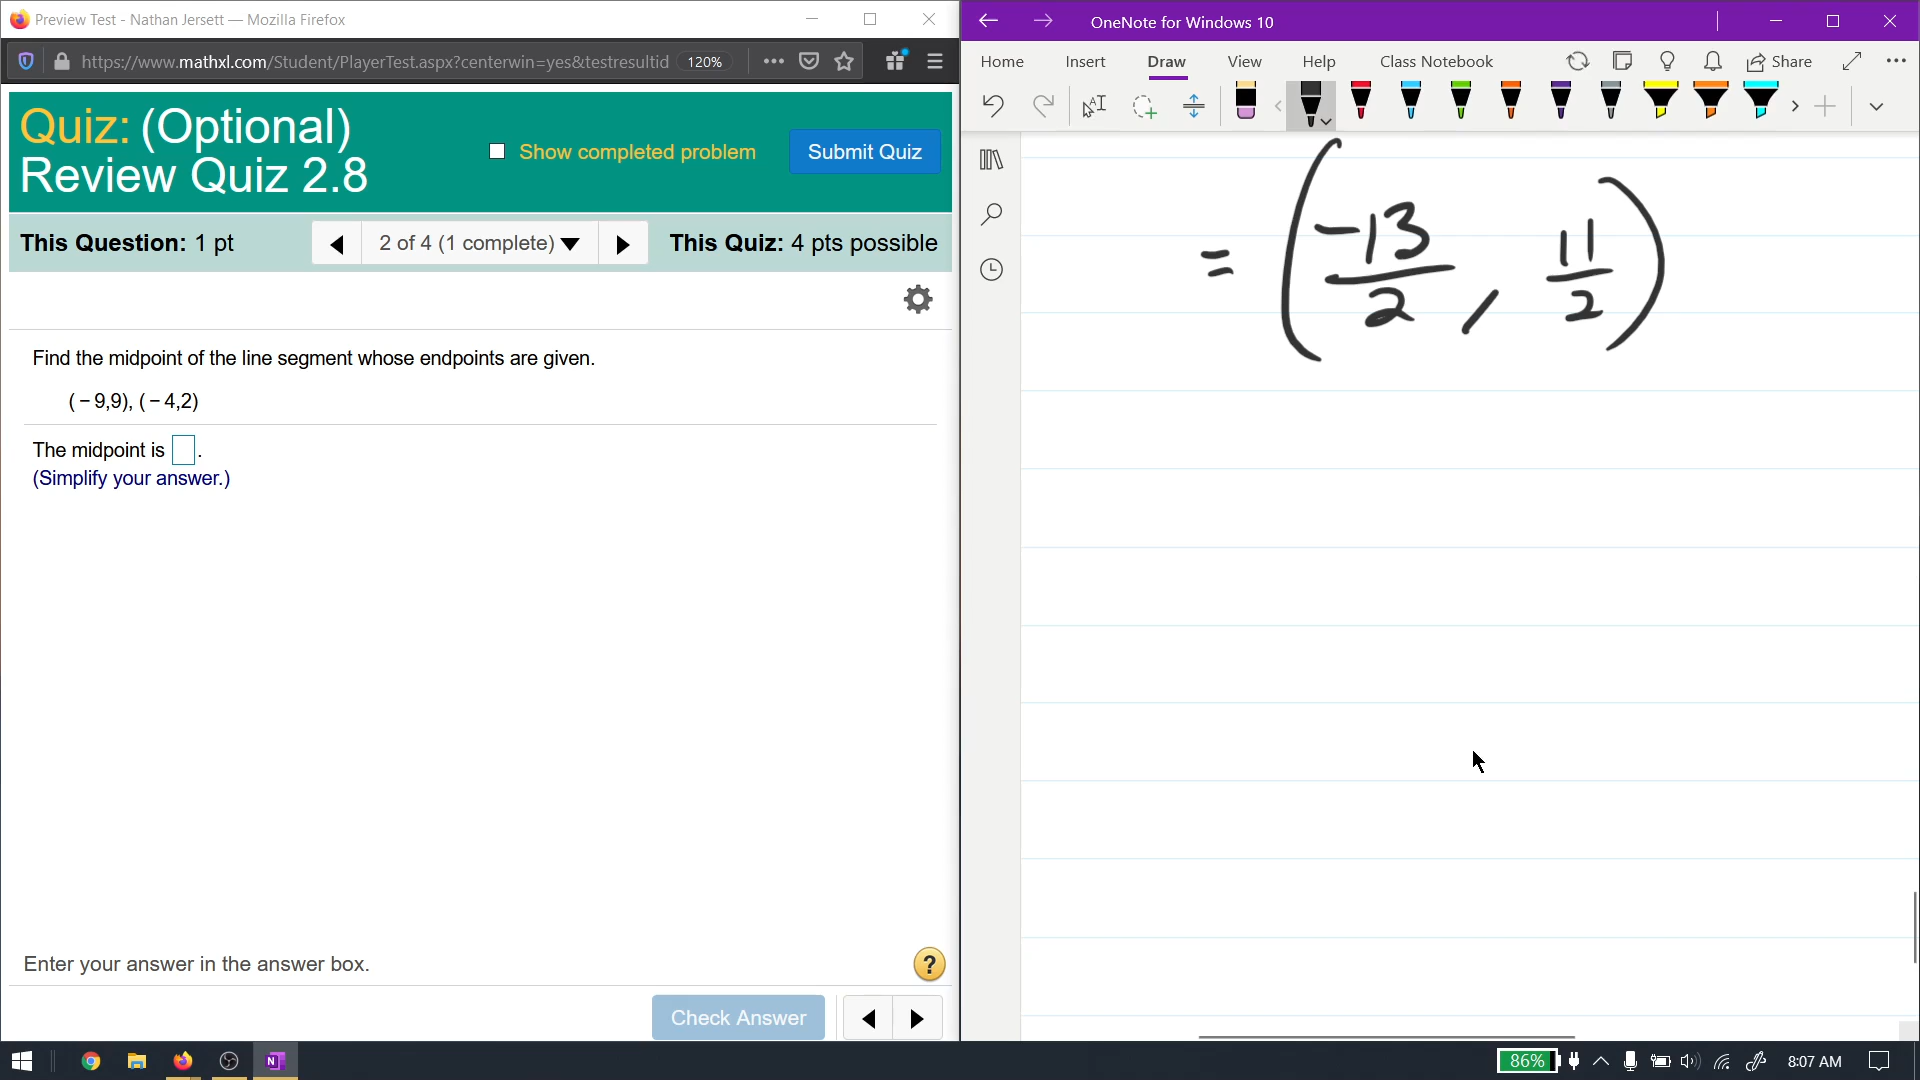 Preview Test - Nathan Jersett — Mozilla Firefox
https://www.mathxl.com/Student/PlayerTest.aspx?centerwin=yes&testresultid
120%
Quiz: (Optional)
Review Quiz 2.8
Show completed problem
Submit Quiz
This Question: 1 pt
2 of 4 (1 complete)
This Quiz: 4 pts possible
Find the midpoint of the line segment whose endpoints are given.
(−9,9), (−4,2)
The midpoint is .
(Simplify your answer.)
Enter your answer in the answer box.
?
Check Answer
OneNote for Windows 10
Home Insert Draw View Help Class Notebook Share
= (-13/2, 11/2)
86%
8:07 AM